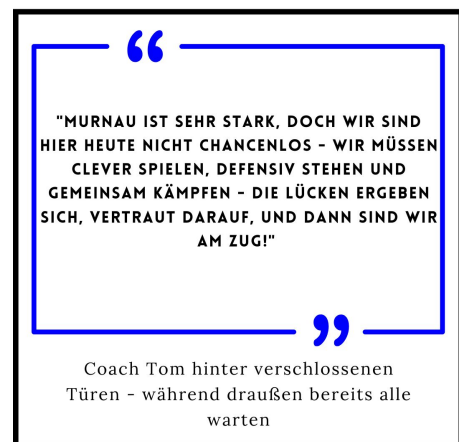 "MURNAU IST SEHR STARK, DOCH WIR SIND
HIER HEUTE NICHT CHANCENLOS - WIR MÜSSEN
CLEVER SPIELEN, DEFENSIV STEHEN UND
GEMEINSAM KÄMPFEN - DIE LÜCKEN ERGEBEN
SICH, VERTRAUT DARAUF, UND DANN SIND WIR
AM ZUG!"
Coach Tom hinter verschlossenen
Türen - während draußen bereits alle
warten